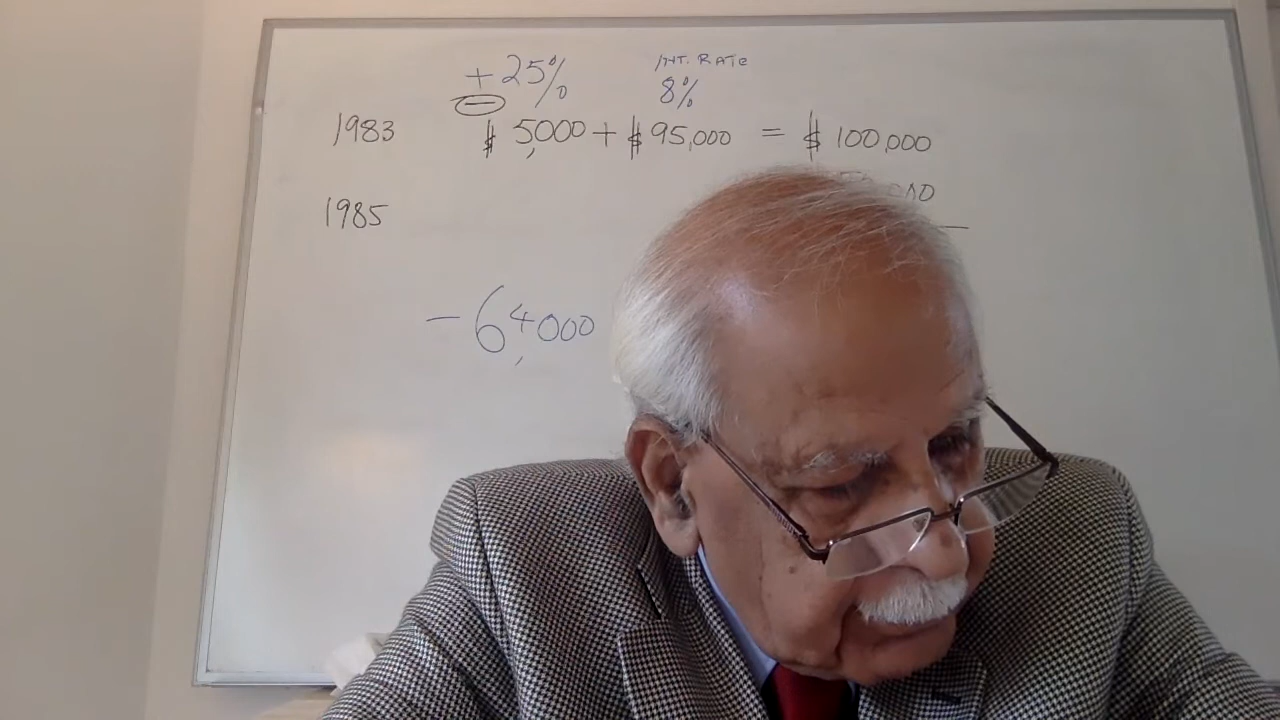 + 25% INT. RATE
− 8%
1983 $ 5,000 + $ 95,000 = $ 100,000
1985
− 64,000